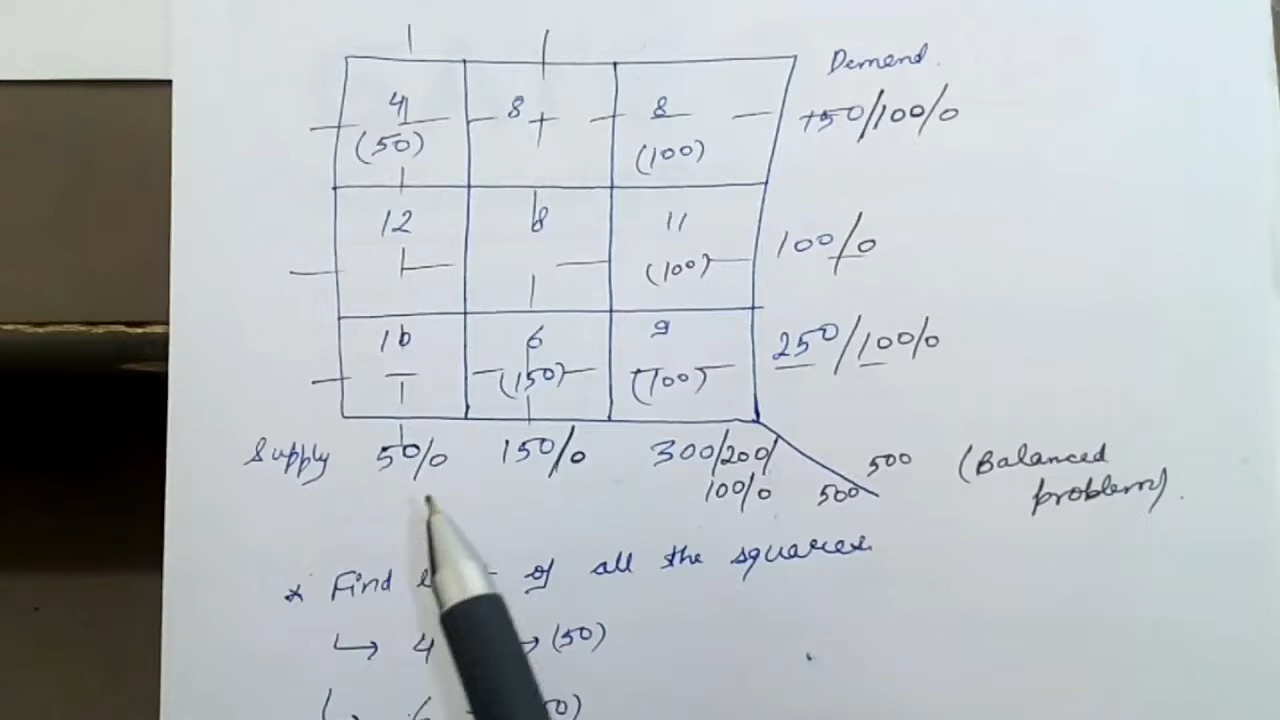 Demand.
4 8 8 150/100/0
(50) (100)
12 8 11 100/0
(100)
16 6 9 250/100/0
(150) (100)
Supply 50/0 150/0 300/200/ 500 (Balanced
100/0 500 problem).
* Find of all the squares
↳ 4 → (50)
↳ 6